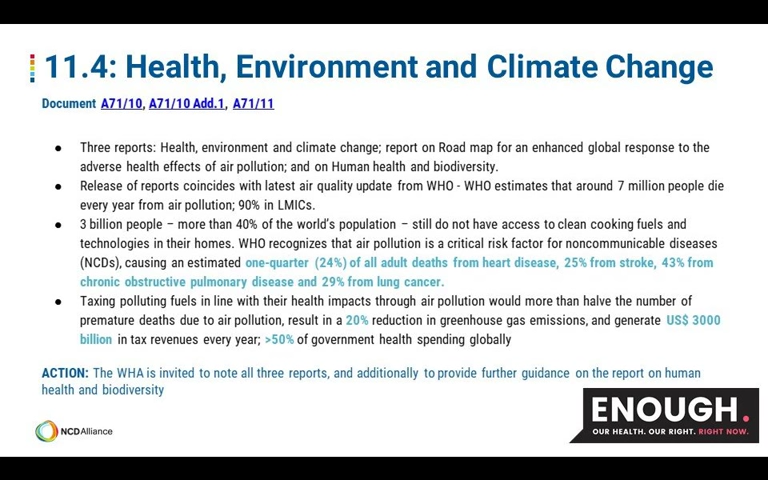 11.4: Health, Environment and Climate Change
Document A71/10, A71/10 Add.1, A71/11
● Three reports: Health, environment and climate change; report on Road map for an enhanced global response to the
adverse health effects of air pollution; and on Human health and biodiversity.
● Release of reports coincides with latest air quality update from WHO - WHO estimates that around 7 million people die
every year from air pollution; 90% in LMICs.
● 3 billion people – more than 40% of the world's population – still do not have access to clean cooking fuels and
technologies in their homes. WHO recognizes that air pollution is a critical risk factor for noncommunicable diseases
(NCDs), causing an estimated one-quarter (24%) of all adult deaths from heart disease, 25% from stroke, 43% from
chronic obstructive pulmonary disease and 29% from lung cancer.
● Taxing polluting fuels in line with their health impacts through air pollution would more than halve the number of
premature deaths due to air pollution, result in a 20% reduction in greenhouse gas emissions, and generate US$ 3000
billion in tax revenues every year; >50% of government health spending globally
ACTION: The WHA is invited to note all three reports, and additionally to provide further guidance on the report on human
health and biodiversity
NCDAlliance
ENOUGH.
OUR HEALTH. OUR RIGHT. RIGHT NOW.